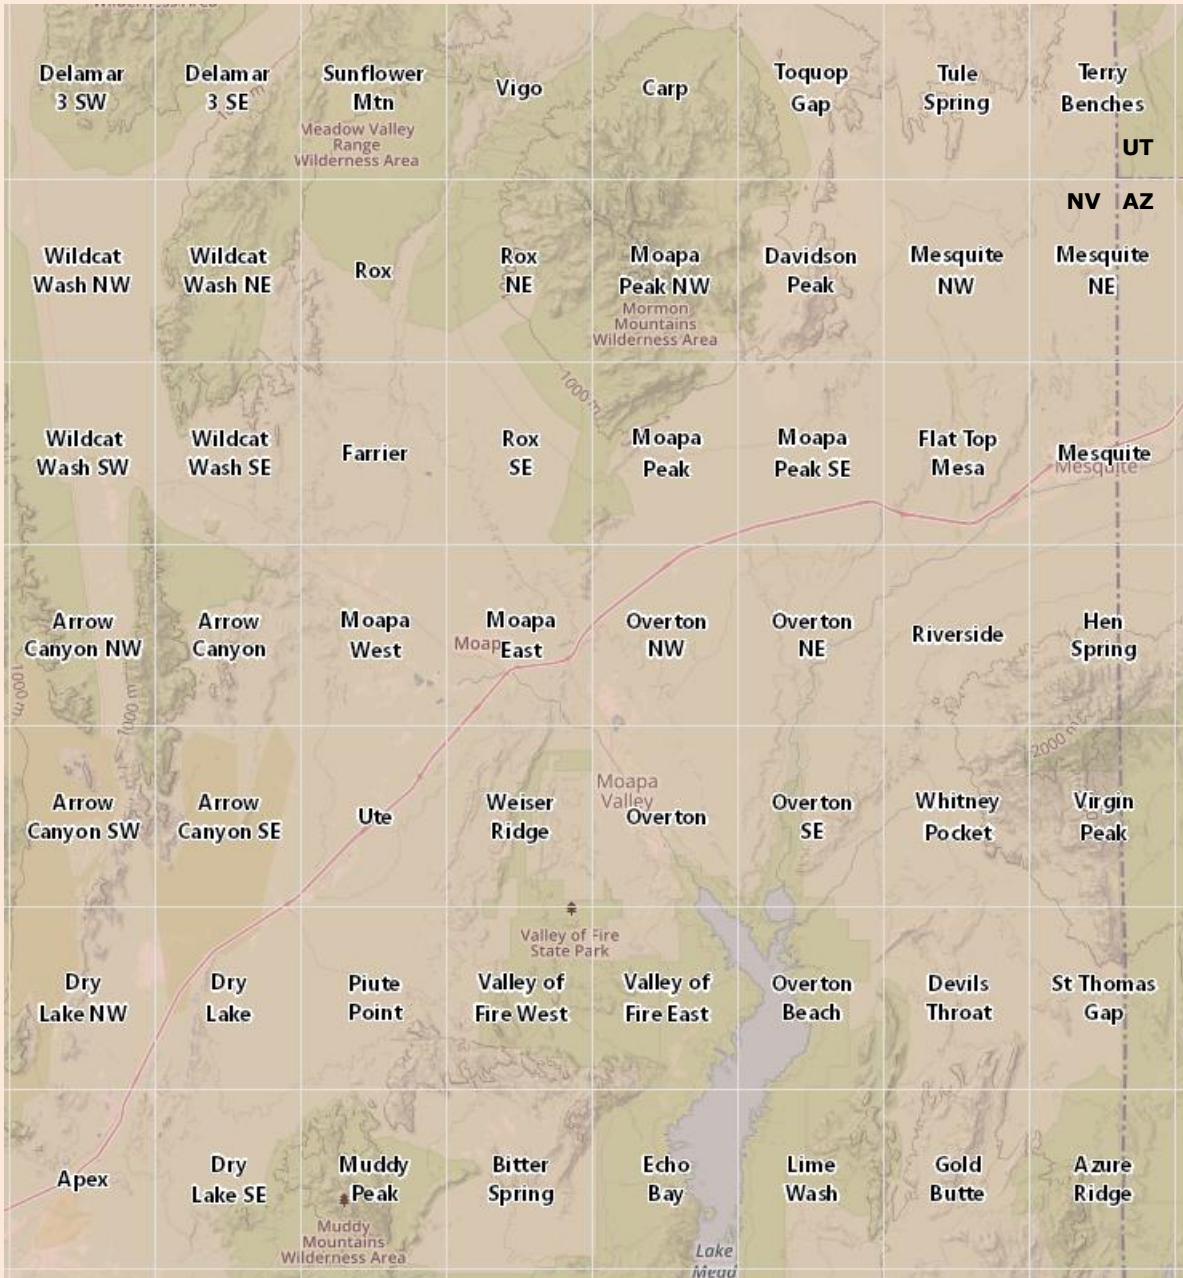 Wilderness Area
Delamar
3 SW
Delamar
3 SE
Sunflower
Mtn
Vigo
Carp
Toquop
Gap
Tule
Spring
Terry
Benches
Meadow Valley
Range
Wilderness Area
UT
NV AZ
Wildcat
Wash NW
Wildcat
Wash NE
Rox
Rox
NE
Moapa
Peak NW
Davidson
Peak
Mesquite
NW
Mesquite
NE
Mormon
Mountains
Wilderness Area
1000 m
Wildcat
Wash SW
Wildcat
Wash SE
Farrier
Rox
SE
Moapa
Peak
Moapa
Peak SE
Flat Top
Mesa
Mesquite
Mesquite
Arrow
Canyon NW
Arrow
Canyon
Moapa
West
Moapa
Moapa
East
Overton
NW
Overton
NE
Riverside
Hen
Spring
1000 m
1000 m
2000 m
Arrow
Canyon SW
Arrow
Canyon SE
Ute
Weiser
Ridge
Moapa
Valley
Overton
Overton
SE
Whitney
Pocket
Virgin
Peak
Valley of Fire
State Park
Dry
Lake NW
Dry
Lake
Piute
Point
Valley of
Fire West
Valley of
Fire East
Overton
Beach
Devils
Throat
St Thomas
Gap
Apex
Dry
Lake SE
Muddy
Peak
Bitter
Spring
Echo
Bay
Lime
Wash
Gold
Butte
Azure
Ridge
Muddy
Mountains
Wilderness Area
Lake
Mead